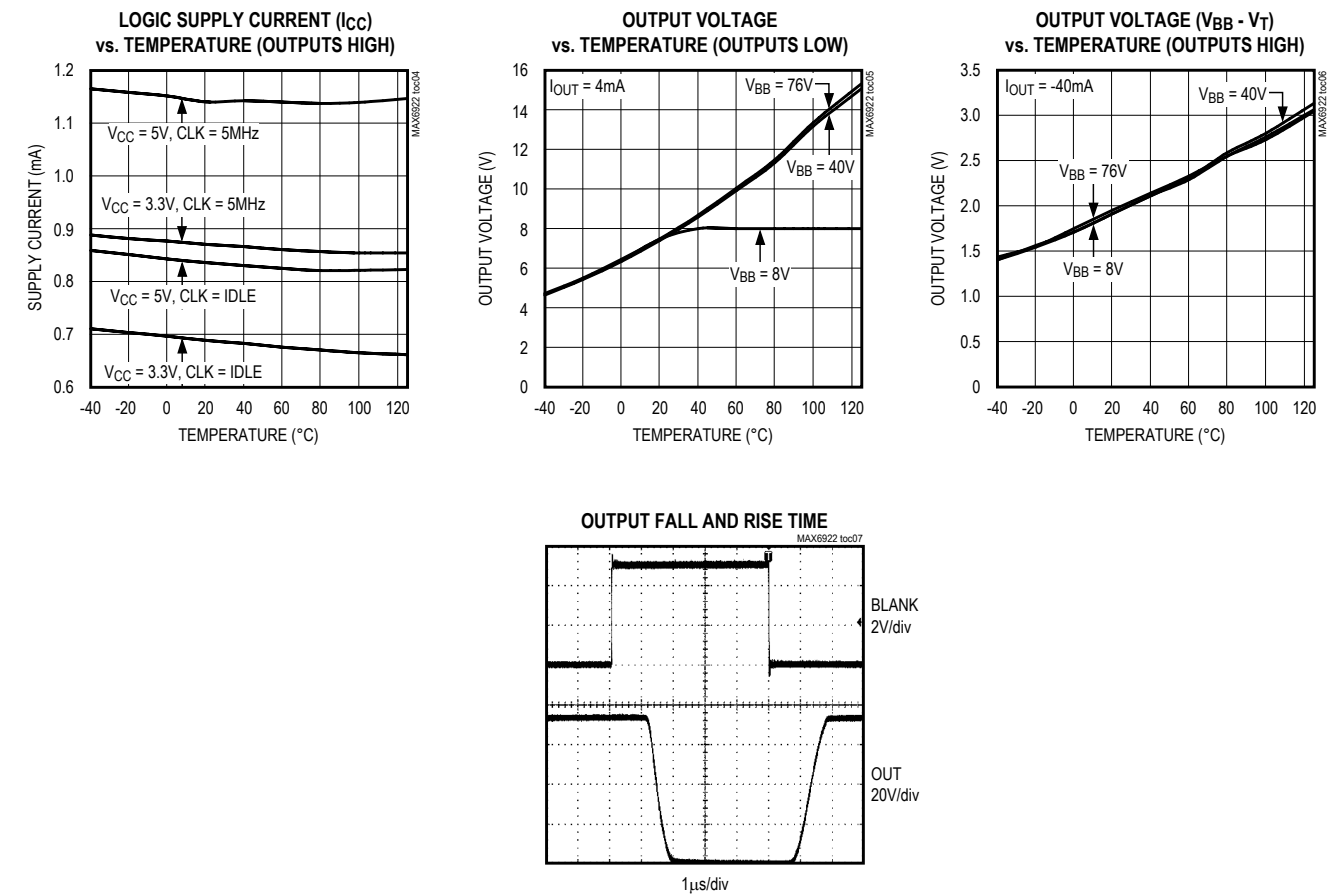 LOGIC SUPPLY CURRENT (ICC)
vs. TEMPERATURE (OUTPUTS HIGH)
MAX6922 toc04
SUPPLY CURRENT (mA)
1.2
1.1
1.0
0.9
0.8
0.7
0.6
VCC = 5V, CLK = 5MHz
VCC = 3.3V, CLK = 5MHz
VCC = 5V, CLK = IDLE
VCC = 3.3V, CLK = IDLE
-40 -20 0 20 40 60 80 100 120
TEMPERATURE (°C)
OUTPUT VOLTAGE
vs. TEMPERATURE (OUTPUTS LOW)
MAX6922 toc05
OUTPUT VOLTAGE (V)
16
14
12
10
8
6
4
2
0
IOUT = 4mA
VBB = 76V
VBB = 40V
VBB = 8V
-40 -20 0 20 40 60 80 100 120
TEMPERATURE (°C)
OUTPUT VOLTAGE (VBB - VT)
vs. TEMPERATURE (OUTPUTS HIGH)
MAX6922 toc06
OUTPUT VOLTAGE (V)
3.5
3.0
2.5
2.0
1.5
1.0
0.5
0
IOUT = -40mA
VBB = 40V
VBB = 76V
VBB = 8V
-40 -20 0 20 40 60 80 100 120
TEMPERATURE (°C)
OUTPUT FALL AND RISE TIME
MAX6922 toc07
BLANK
2V/div
OUT
20V/div
1μs/div